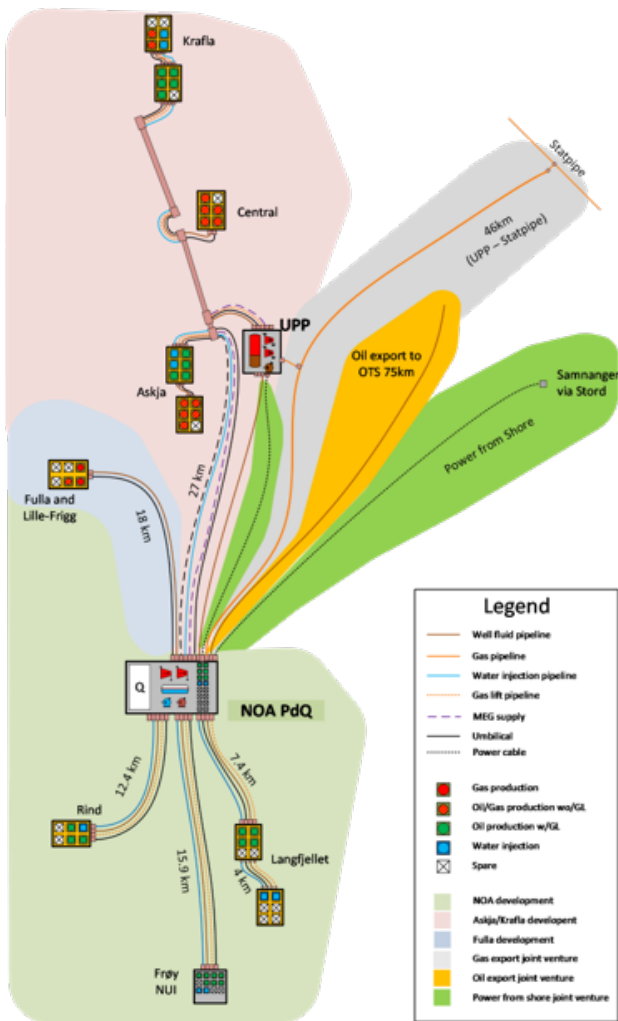 Krafla
Statpipe
Central
46km
(UPP – Statpipe)
UPP
Oil export to
OTS 75km
Samnanger
via Stord
Askja
Power from Shore
27 km
Fulla and
Lille-Frigg
18 km
Q
NOA PdQ
12.4 km
7.4 km
Rind
15.9 km
Langfjellet
4 km
Frøy
NUI
Legend
Well fluid pipeline
Gas pipeline
Water injection pipeline
Gas lift pipeline
MEG supply
Umbilical
Power cable
Gas production
Oil/Gas production wo/GL
Oil production w/GL
Water injection
Spare
NOA development
Askja/Krafla developent
Fulla development
Gas export joint venture
Oil export joint venture
Power from shore joint venture